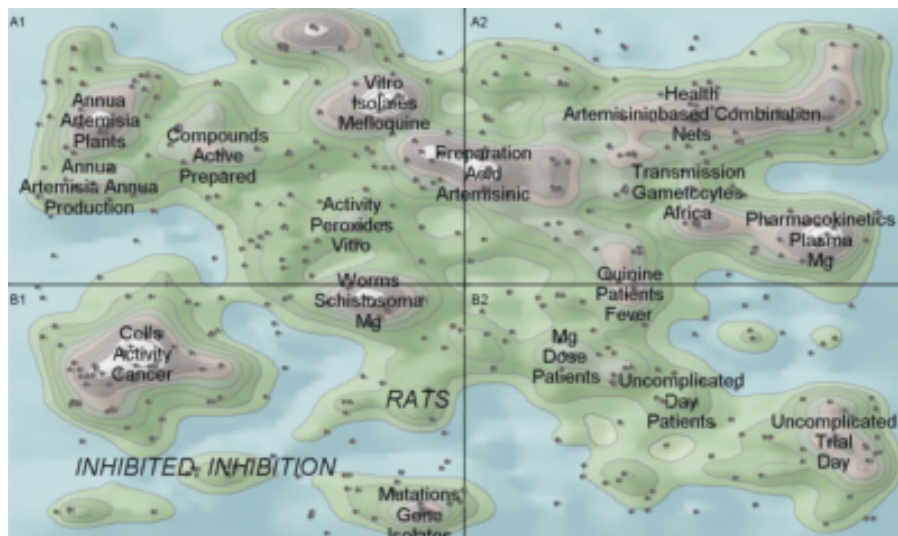 A1
A2
Vitro
Isolates
Mefloquine
Health
Artemisininbased Combination
Nets
Annua
Artemisia
Plants
Compounds
Active
Prepared
Preparation
Acid
Artemisinic
Annua
Artemisia Annua
Production
Transmission
Gametocytes
Africa
Activity
Peroxides
Vitro
Pharmacokinetics
Plasma
Mg
Worms
Schistosoma
Mg
Quinine
Patients
Fever
B1
B2
Cells
Activity
Cancer
Mg
Dose
Patients
Uncomplicated
Day
Patients
RATS
Uncomplicated
Trial
Day
INHIBITED, INHIBITION
Mutations
Gene
Isolates